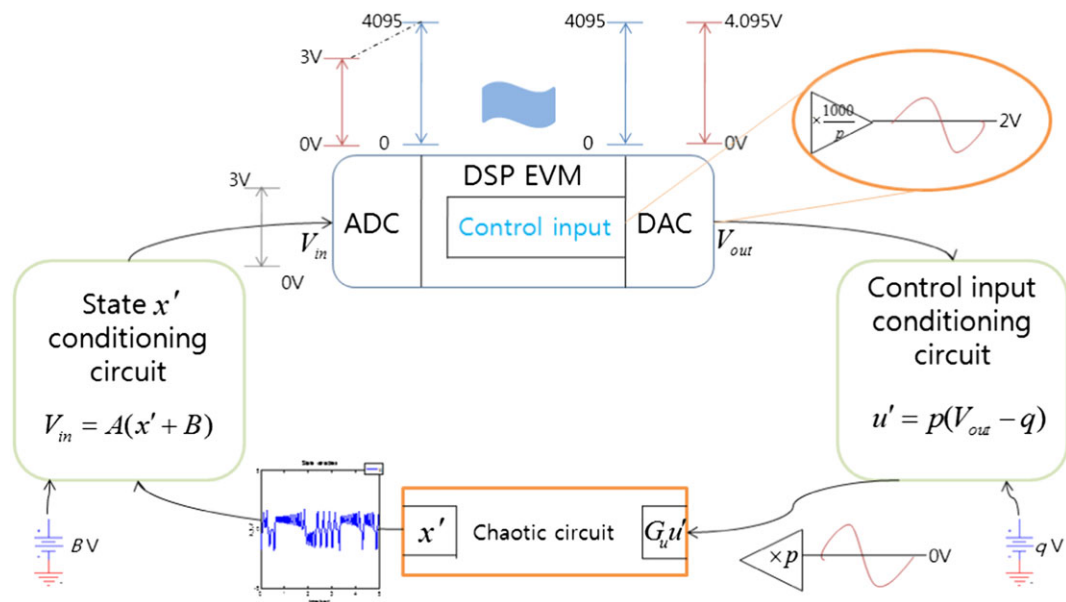 4095
4095
4.095V
3V
0V
0
0
0V
× 1000/p
2V
3V
0V
DSP EVM
ADC
Control input
DAC
V_in
V_out
State x′
conditioning
circuit
V_in = A(x′ + B)
Control input
conditioning
circuit
u′ = p(V_out − q)
B V
x′
Chaotic circuit
G_u u′
× p
0V
q V